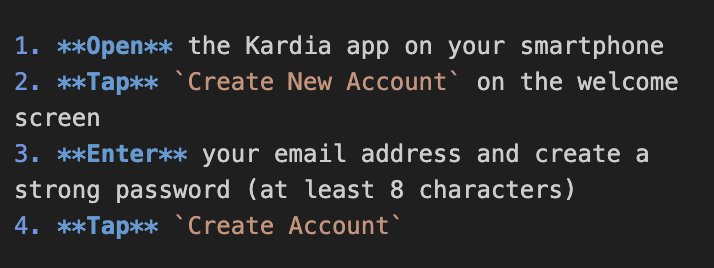 1. **Open** the Kardia app on your smartphone
2. **Tap** `Create New Account` on the welcome
screen
3. **Enter** your email address and create a
strong password (at least 8 characters)
4. **Tap** `Create Account`